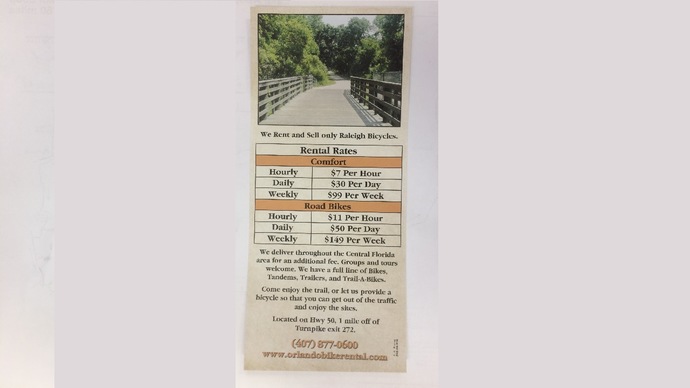 We Rent and Sell only Raleigh Bicycles.
Rental Rates
Comfort
Hourly $7 Per Hour
Daily $30 Per Day
Weekly $99 Per Week
Road Bikes
Hourly $11 Per Hour
Daily $50 Per Day
Weekly $149 Per Week
We deliver throughout the Central Florida
area for an additional fee. Groups and tours
welcome. We have a full line of Bikes,
Tandems, Trailers, and Trail-A-Bikes.
Come enjoy the trail, or let us provide a
bicycle so that you can get out of the traffic
and enjoy the sites.
Located on Hwy 50, 1 mile off of
Turnpike exit 272.
(407) 877-0600
www.orlandobikerental.com